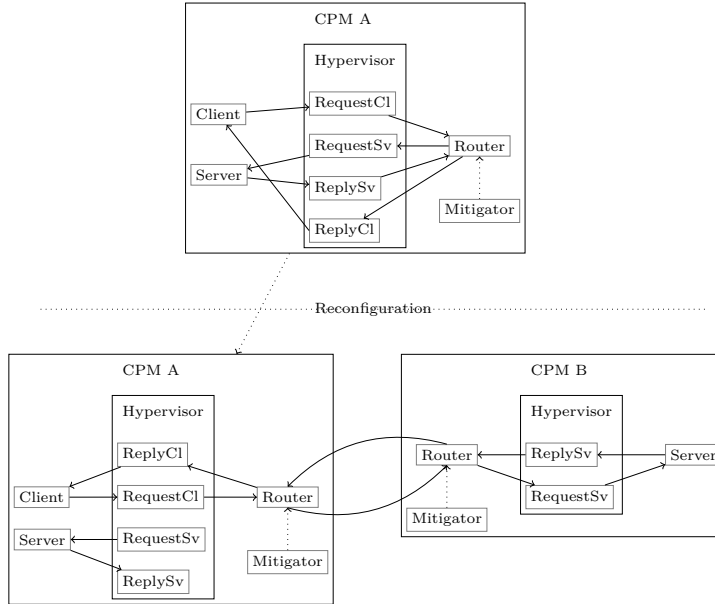 CPM A
Hypervisor
RequestCl
Client
RequestSv
Router
Server
ReplySv
Mitigator
ReplyCl
Reconfiguration
CPM A
Hypervisor
ReplyCl
Client
RequestCl
Router
Server
RequestSv
Mitigator
ReplySv
CPM B
Hypervisor
Router
ReplySv
Server
RequestSv
Mitigator